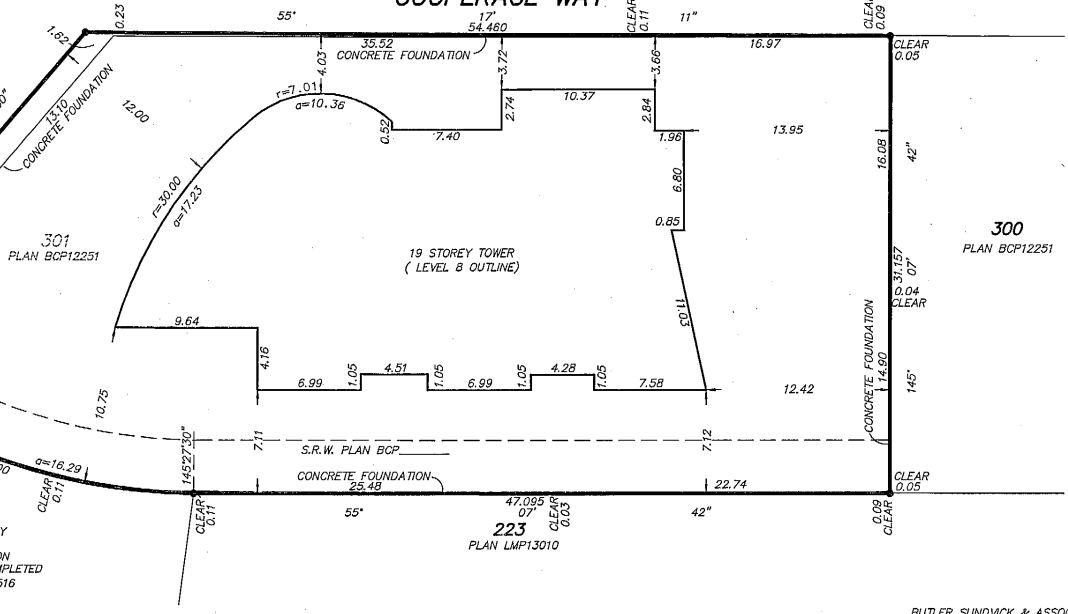 COOPERAGE WAY
0.23
55'
17'
54.460
CLEAR
0.11
11"
CLEAR
0.09
1.62
35.52
CONCRETE FOUNDATION
16.97
CLEAR
0.05
4.03
3.72
3.66
13.10
CONCRETE FOUNDATION
12.00
r=7.01
a=10.36
10.37
0.52
7.40
2.74
2.84
1.96
13.95
16.08
42"
r=30.00
a=17.23
6.80
0.85
301
PLAN BCP12251
19 STOREY TOWER
( LEVEL 8 OUTLINE)
300
PLAN BCP12251
31.157
07'
0.04
CLEAR
11.03
9.64
4.16
CONCRETE FOUNDATION
6.99
1.05
4.51
1.05
6.99
1.05
4.28
1.05
7.58
12.42
14.90
145°
10.75
145°27'30"
7.11
7.12
S.R.W. PLAN BCP
a=16.29
CLEAR
0.11
CONCRETE FOUNDATION
25.48
22.74
CLEAR
0.05
CLEAR
0.11
55"
47.095
07'
CLEAR
0.03
42"
0.09
CLEAR
223
PLAN LMP13010
Y
ON
MPLETED
516
BUTLER SUNDVICK & ASSOC